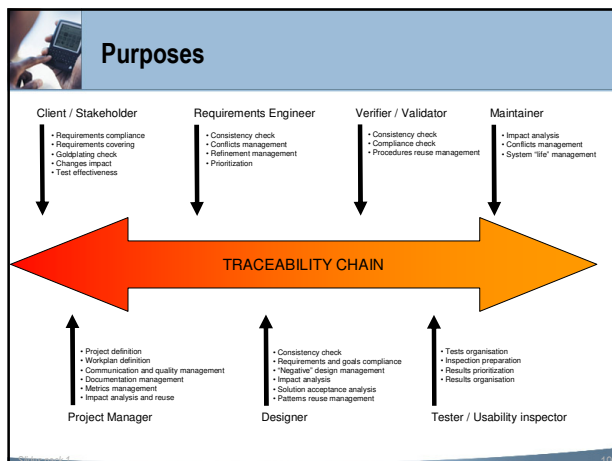 Purposes
Client / Stakeholder
• Requirements compliance
• Requirements covering
• Goldplating check
• Changes impact
• Test effectiveness
Requirements Engineer
• Consistency check
• Conflicts management
• Refinement management
• Prioritization
Verifier / Validator
• Consistency check
• Compliance check
• Procedures reuse management
Maintainer
• Impact analysis
• Conflicts management
• System "life" management
TRACEABILITY CHAIN
• Project definition
• Workplan definition
• Communication and quality management
• Documentation management
• Metrics management
• Impact analysis and reuse
Project Manager
• Consistency check
• Requirements and goals compliance
• "Negative" design management
• Impact analysis
• Solution acceptance analysis
• Patterns reuse management
Designer
• Tests organisation
• Inspection preparation
• Results prioritization
• Results organisation
Tester / Usability inspector